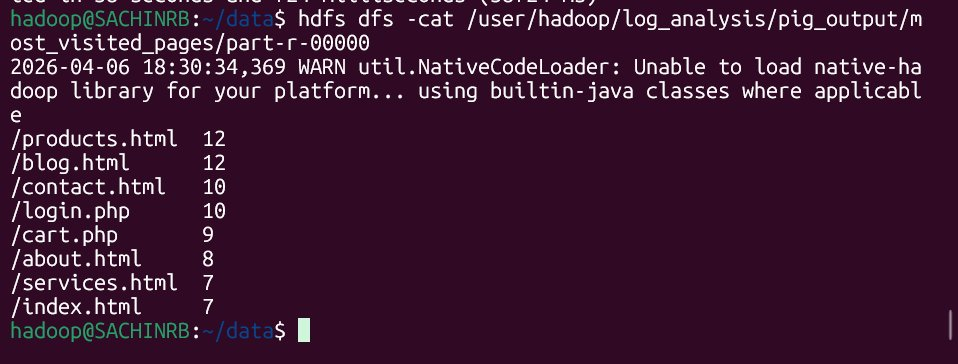 hadoop@SACHINRB:~/data$ hdfs dfs -cat /user/hadoop/log_analysis/pig_output/m
ost_visited_pages/part-r-00000
2026-04-06 18:30:34,369 WARN util.NativeCodeLoader: Unable to load native-ha
doop library for your platform... using builtin-java classes where applicabl
e
/products.html	12
/blog.html	12
/contact.html	10
/login.php	10
/cart.php	9
/about.html	8
/services.html	7
/index.html	7
hadoop@SACHINRB:~/data$